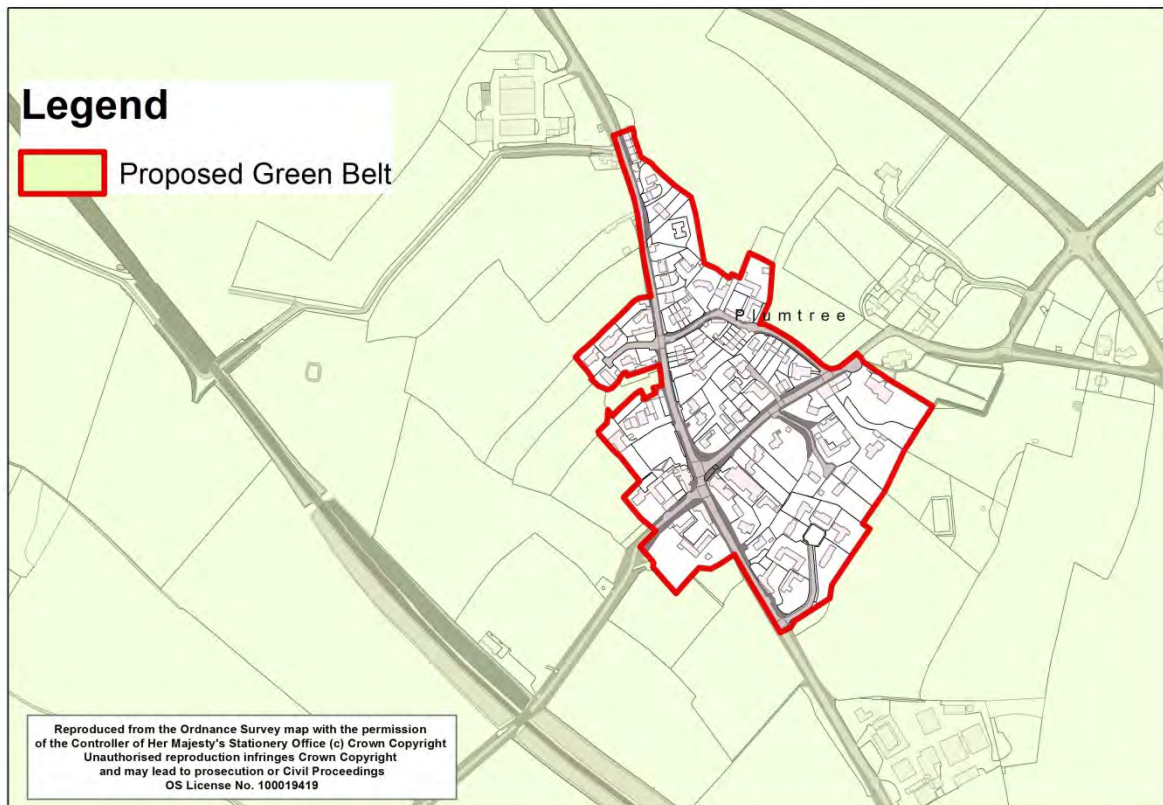 Legend
Proposed Green Belt
Plumtree
Reproduced from the Ordnance Survey map with the permission
of the Controller of Her Majesty's Stationery Office (c) Crown Copyright
Unauthorised reproduction infringes Crown Copyright
and may lead to prosecution or Civil Proceedings
OS License No. 100019419